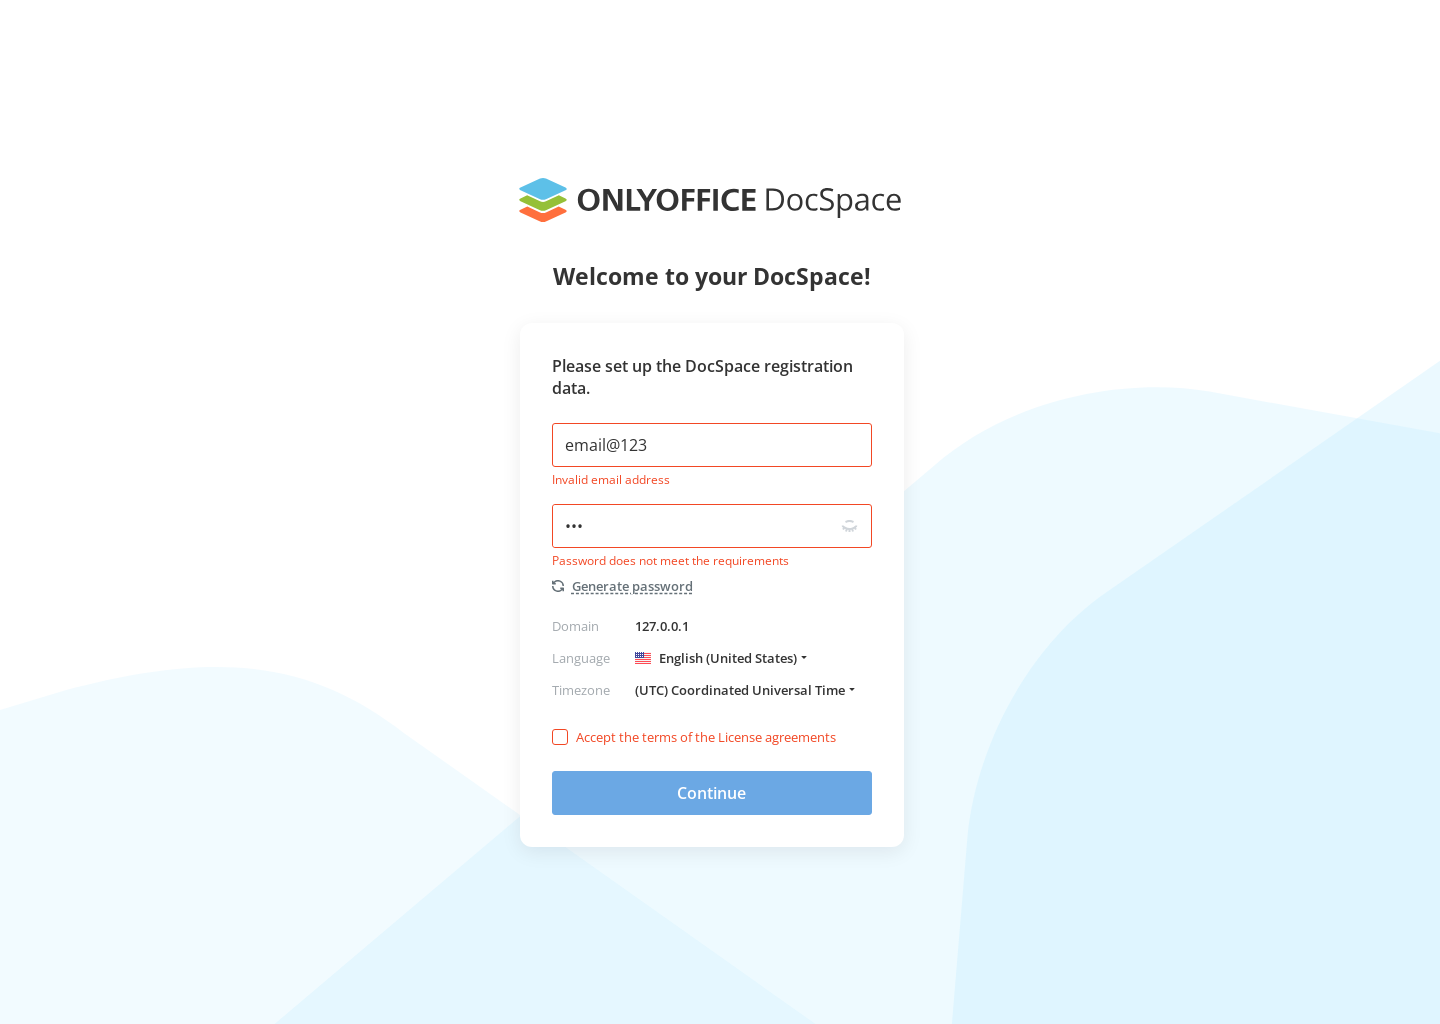 ONLYOFFICE DocSpace
Welcome to your DocSpace!
Please set up the DocSpace registration
data.
email@123
Invalid email address
•••
Password does not meet the requirements
Generate password
Domain 127.0.0.1
Language English (United States)
Timezone (UTC) Coordinated Universal Time
Accept the terms of the License agreements
Continue